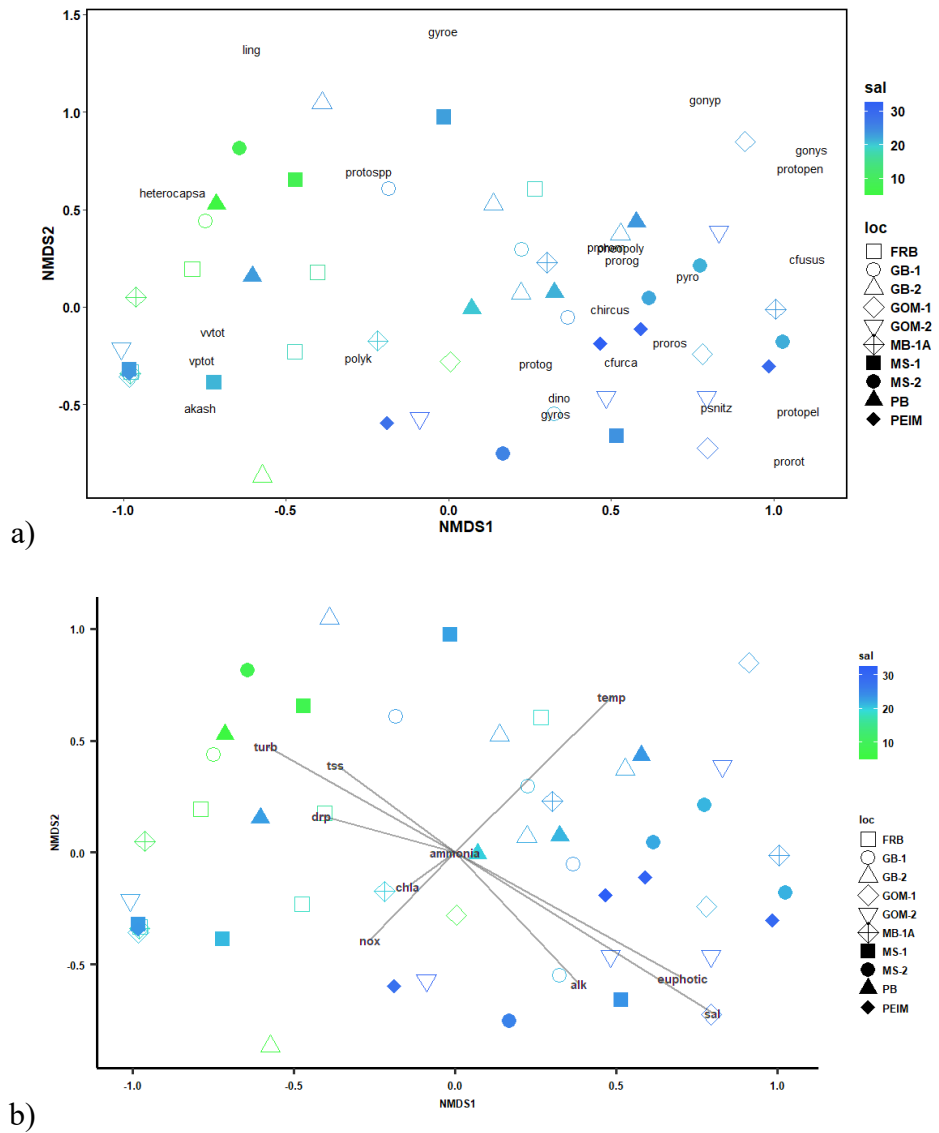 1.5
gyroe
ling
sal
gonyp
1.0
30
gonys
20
protospp
protopen
10
heterocapsa
0.5
NMDS2
loc
prorog
cfusus
FRB
pyro
GB-1
chircus
GB-2
0.0
GOM-1
vvtot
proros
GOM-2
vptot
polyk
protog
cfurca
MB-1A
MS-1
akash
dino
psnitz
MS-2
-0.5
gyros
protopel
PB
PEIM
prorot
-1.0
-0.5
0.0
0.5
1.0
NMDS1
a)
1.0
sal
30
temp
20
turb
10
0.5
tss
drp
loc
NMDS2
FRB
0.0
ammonia
GB-1
GB-2
chla
GOM-1
GOM-2
nox
MB-1A
-0.5
MS-1
alk
euphotic
MS-2
sal
PB
PEIM
-1.0
-0.5
0.0
0.5
1.0
NMDS1
b)